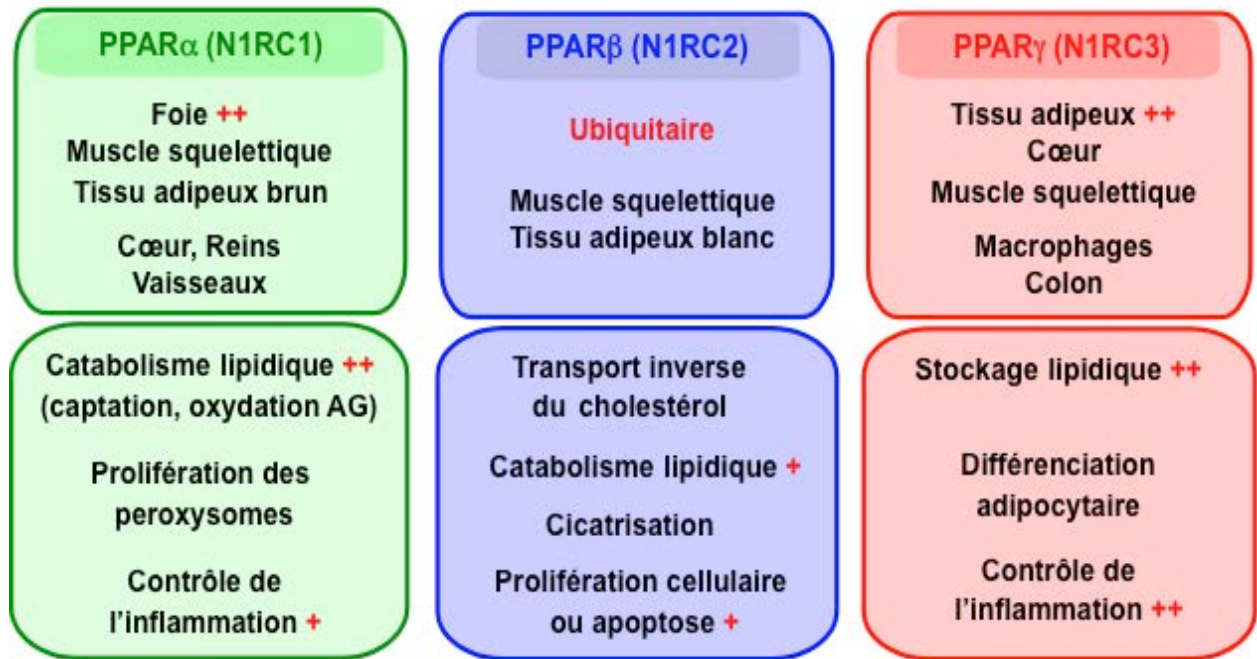 PPARα (N1RC1)
Foie ++
Muscle squelettique
Tissu adipeux brun
Cœur, Reins
Vaisseaux
Catabolisme lipidique ++
(captation, oxydation AG)
Prolifération des
peroxysomes
Contrôle de
l’inflammation +
PPARβ (N1RC2)
Ubiquitaire
Muscle squelettique
Tissu adipeux blanc
Transport inverse
du cholestérol
Catabolisme lipidique +
Cicatrisation
Prolifération cellulaire
ou apoptose +
PPARγ (N1RC3)
Tissu adipeux ++
Cœur
Muscle squelettique
Macrophages
Colon
Stockage lipidique ++
Différenciation
adipocytaire
Contrôle de
l’inflammation ++